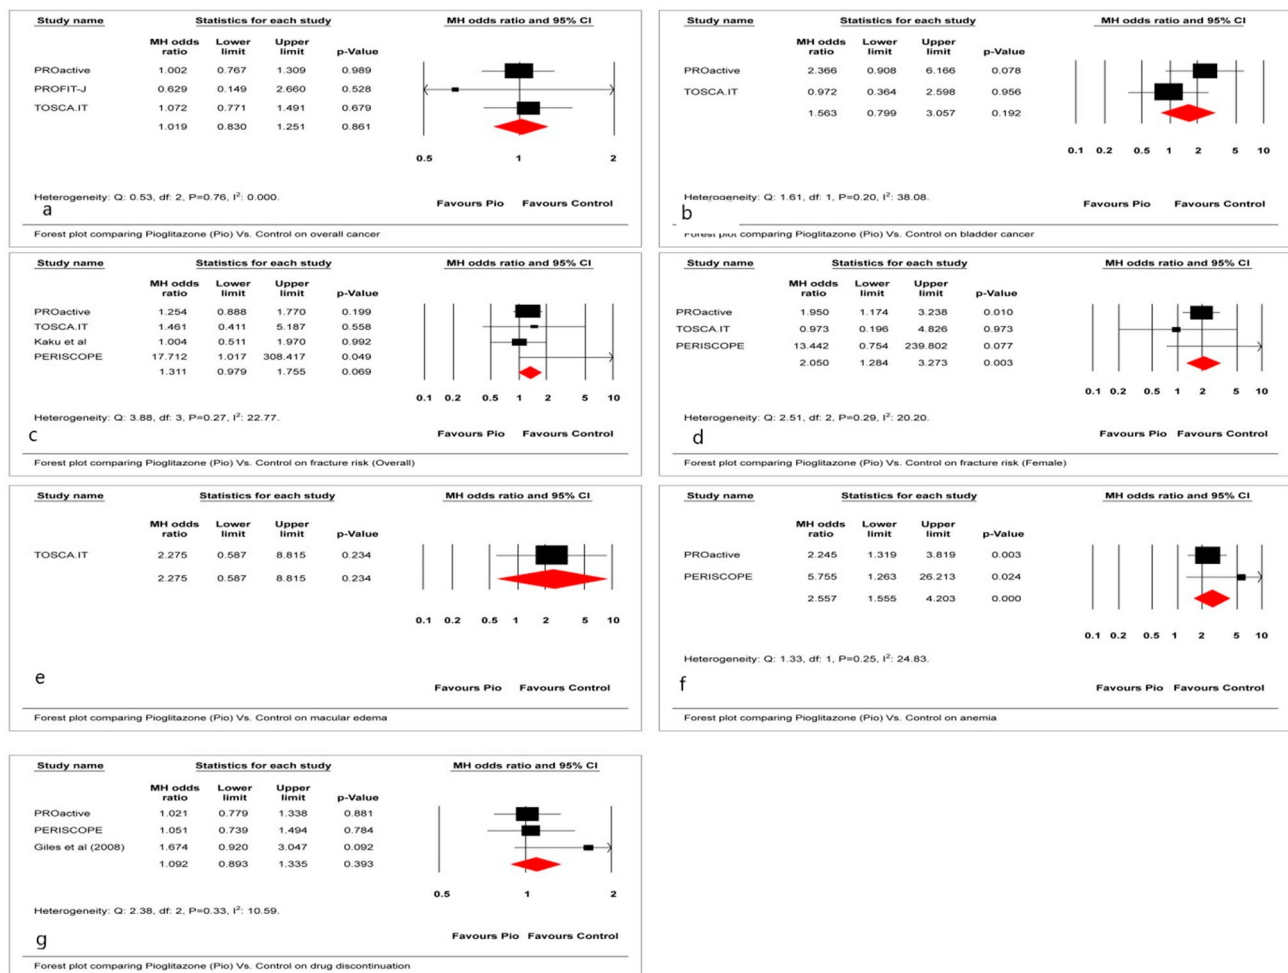 Study name Statistics for each study MH odds ratio and 95% CI
MH odds Lower Upper
ratio limit limit p-Value
PROactive 1.002 0.767 1.309 0.989
PROFIT-J 0.629 0.149 2.660 0.528
TOSCA.IT 1.072 0.771 1.491 0.679
1.019 0.830 1.251 0.861
0.5 1 2
Heterogeneity: Q: 0.53, df: 2, P=0.76, I²: 0.000.
Favours Pio Favours Control
a
Forest plot comparing Pioglitazone (Pio) Vs. Control on overall cancer
Study name Statistics for each study MH odds ratio and 95% CI
MH odds Lower Upper
ratio limit limit p-Value
PROactive 2.366 0.908 6.166 0.078
TOSCA.IT 0.972 0.364 2.598 0.956
1.563 0.799 3.057 0.192
0.1 0.2 0.5 1 2 5 10
Heterogeneity: Q: 1.61, df: 1, P=0.20, I²: 38.08.
Favours Pio Favours Control
b
Forest plot comparing Pioglitazone (Pio) Vs. Control on bladder cancer
Study name Statistics for each study MH odds ratio and 95% CI
MH odds Lower Upper
ratio limit limit p-Value
PROactive 1.254 0.888 1.770 0.199
TOSCA.IT 1.461 0.411 5.187 0.558
Kaku et al 1.004 0.511 1.970 0.992
PERISCOPE 17.712 1.017 308.417 0.049
1.311 0.979 1.755 0.069
0.1 0.2 0.5 1 2 5 10
Heterogeneity: Q: 3.88, df: 3, P=0.27, I²: 22.77.
Favours Pio Favours Control
c
Forest plot comparing Pioglitazone (Pio) Vs. Control on fracture risk (Overall)
Study name Statistics for each study MH odds ratio and 95% CI
MH odds Lower Upper
ratio limit limit p-Value
PROactive 1.950 1.174 3.238 0.010
TOSCA.IT 0.973 0.196 4.826 0.973
PERISCOPE 13.442 0.754 239.802 0.077
2.050 1.284 3.273 0.003
0.1 0.2 0.5 1 2 5 10
Heterogeneity: Q: 2.51, df: 2, P=0.29, I²: 20.20.
Favours Pio Favours Control
d
Forest plot comparing Pioglitazone (Pio) Vs. Control on fracture risk (Female)
Study name Statistics for each study MH odds ratio and 95% CI
MH odds Lower Upper
ratio limit limit p-Value
TOSCA.IT 2.275 0.587 8.815 0.234
2.275 0.587 8.815 0.234
0.1 0.2 0.5 1 2 5 10
e
Favours Pio Favours Control
Forest plot comparing Pioglitazone (Pio) Vs. Control on macular edema
Study name Statistics for each study MH odds ratio and 95% CI
MH odds Lower Upper
ratio limit limit p-Value
PROactive 2.245 1.319 3.819 0.003
PERISCOPE 5.755 1.263 26.213 0.024
2.557 1.555 4.203 0.000
0.1 0.2 0.5 1 2 5 10
Heterogeneity: Q: 1.33, df: 1, P=0.25, I²: 24.83.
f
Favours Pio Favours Control
Forest plot comparing Pioglitazone (Pio) Vs. Control on anemia
Study name Statistics for each study MH odds ratio and 95% CI
MH odds Lower Upper
ratio limit limit p-Value
PROactive 1.021 0.779 1.338 0.881
PERISCOPE 1.051 0.739 1.494 0.784
Giles et al (2008) 1.674 0.920 3.047 0.092
1.092 0.893 1.335 0.393
0.5 1 2
Heterogeneity: Q: 2.38, df: 2, P=0.33, I²: 10.59.
Favours Pio Favours Control
g
Forest plot comparing Pioglitazone (Pio) Vs. Control on drug discontinuation